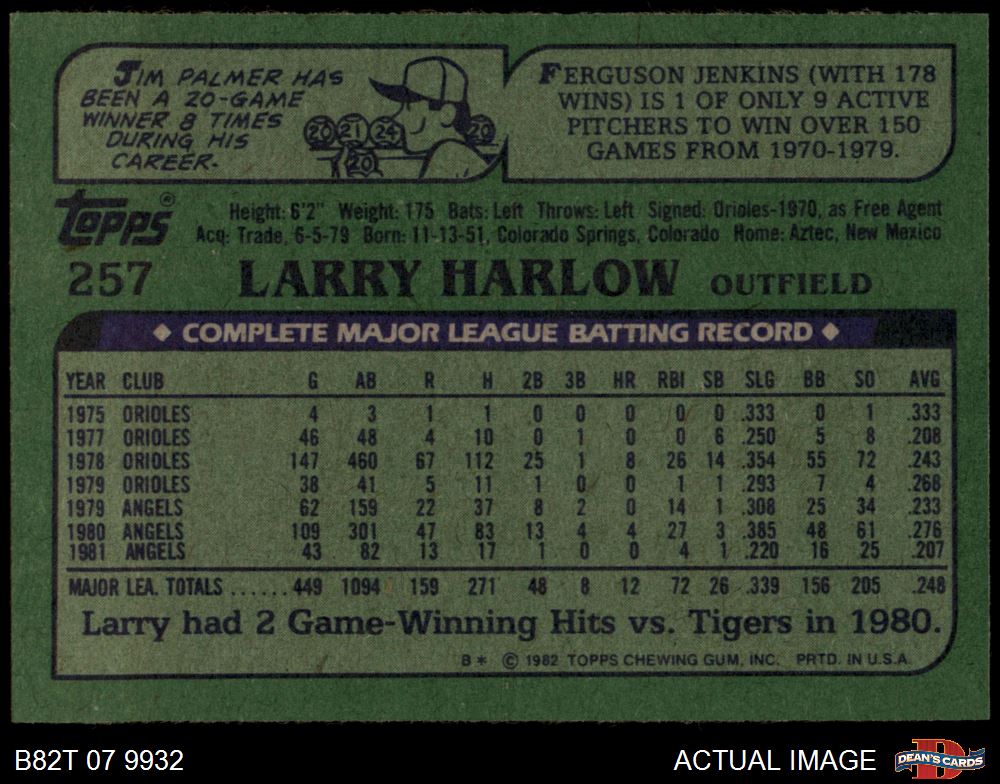 JIM PALMER HAS
BEEN A 20-GAME
WINNER 8 TIMES
DURING HIS
CAREER.
20 21 24 20
20
FERGUSON JENKINS (WITH 178
WINS) IS 1 OF ONLY 9 ACTIVE
PITCHERS TO WIN OVER 150
GAMES FROM 1970-1979.
Topps®
Height: 6'2" Weight: 175 Bats: Left Throws: Left Signed: Orioles-1970, as Free Agent
Acq: Trade, 6-5-79 Born: 11-13-51, Colorado Springs, Colorado Home: Aztec, New Mexico
257 LARRY HARLOW OUTFIELD
◆ COMPLETE MAJOR LEAGUE BATTING RECORD ◆
YEAR CLUB G AB R H 2B 3B HR RBI SB SLG BB SO AVG
1975 ORIOLES 4 3 1 1 0 0 0 0 0 .333 0 1 .333
1977 ORIOLES 46 48 4 10 0 1 0 0 6 .250 5 8 .208
1978 ORIOLES 147 460 67 112 25 1 8 26 14 .354 55 72 .243
1979 ORIOLES 38 41 5 11 1 0 0 1 1 .293 7 4 .268
1979 ANGELS 62 159 22 37 8 2 0 14 1 .308 25 34 .233
1980 ANGELS 109 301 47 83 13 4 4 27 3 .385 48 61 .276
1981 ANGELS 43 82 13 17 1 0 0 4 1 .220 16 25 .207
MAJOR LEA. TOTALS ...... 449 1094 159 271 48 8 12 72 26 .339 156 205 .248
Larry had 2 Game-Winning Hits vs. Tigers in 1980.
B* © 1982 TOPPS CHEWING GUM, INC. PRTD. IN U.S.A.
B82T 07 9932 ACTUAL IMAGE D DEAN'S CARDS